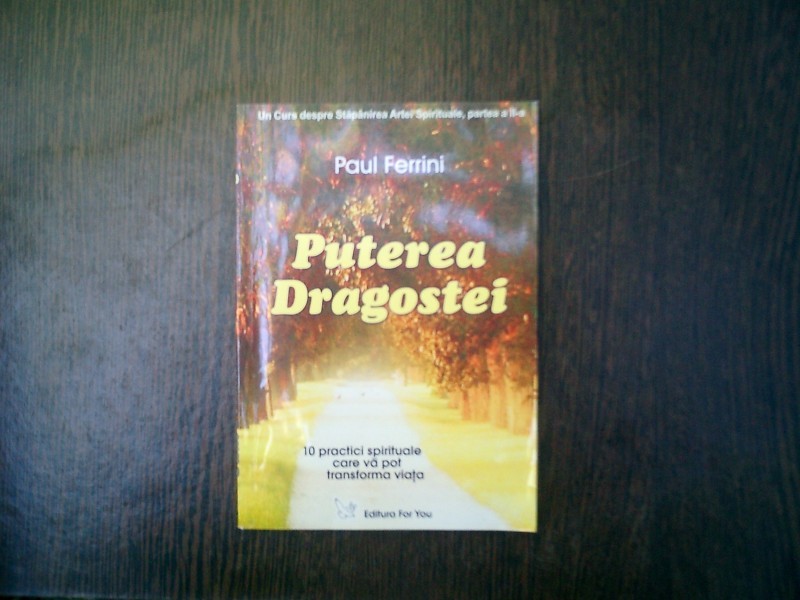 Un Curs despre Stăpânirea Artei Spirituale, partea a II-a
Paul Ferrini
Puterea
Dragostei
10 practici spirituale
care vă pot
transforma viaţa
Editura For You